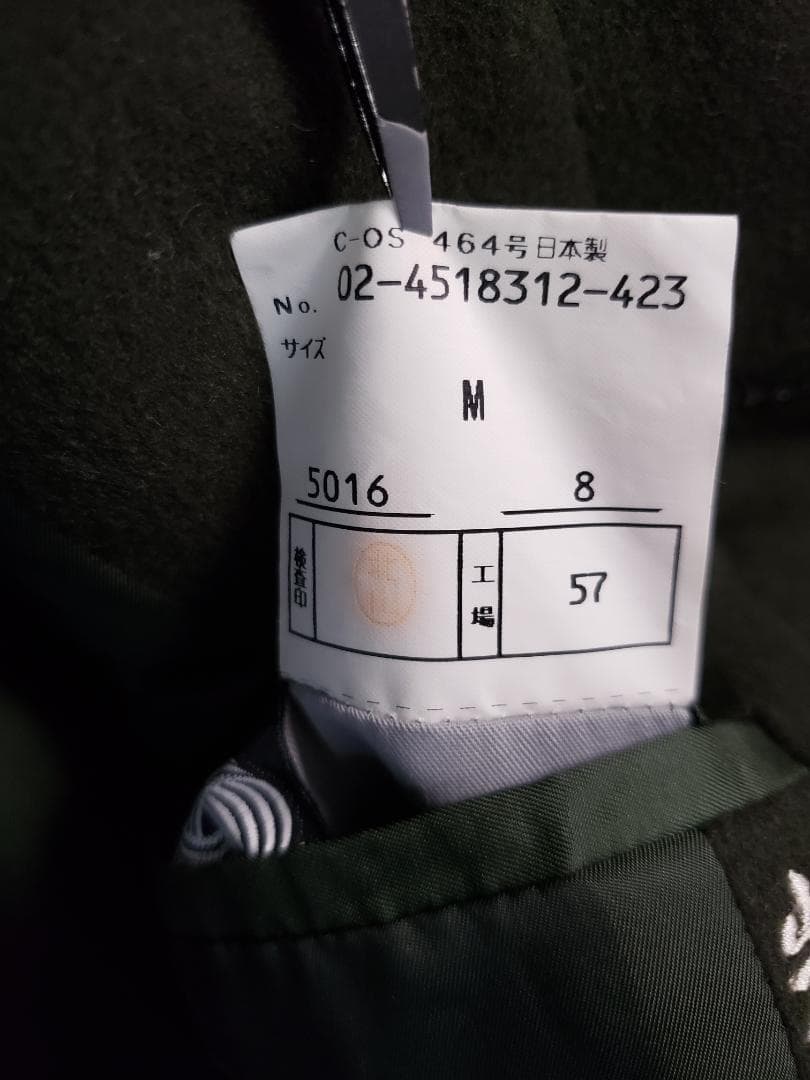 C-OS 464号 日本製
No. 02-4518312-423
サイズ
M
5016 8
検査印 工場 57